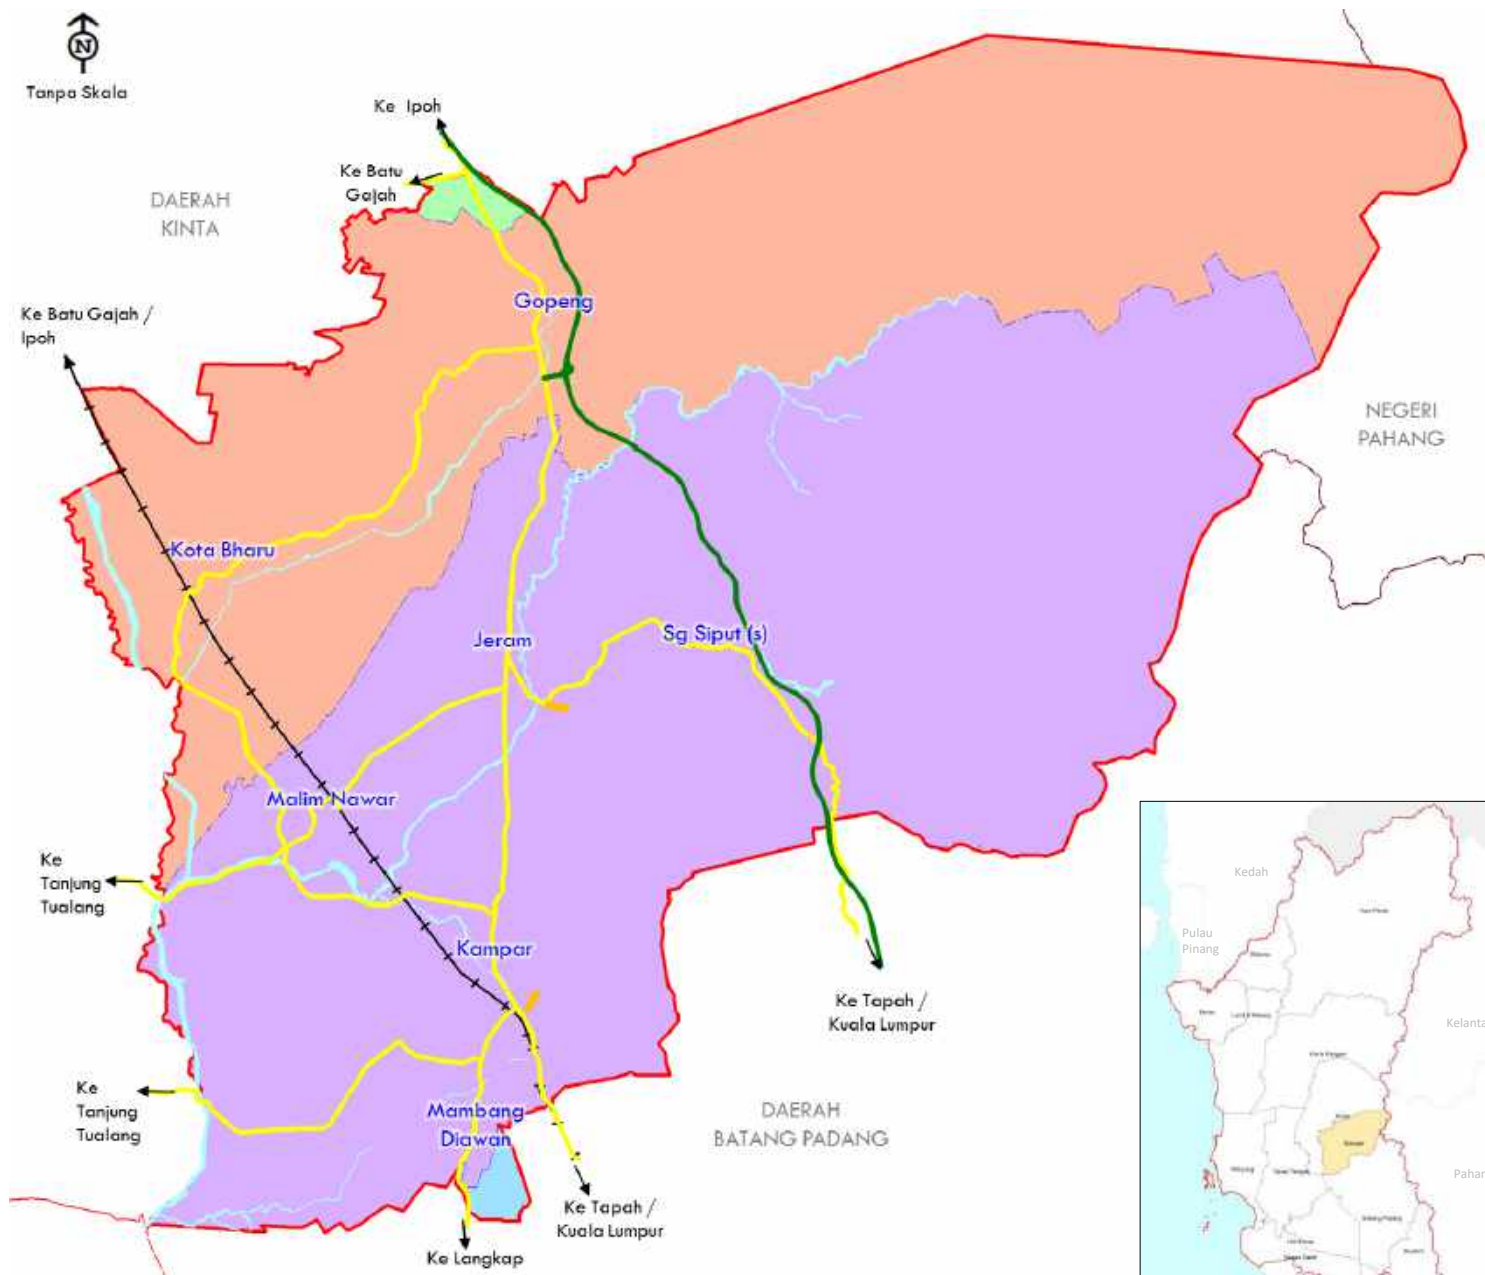 N
Tanpa Skala
Ke Ipoh
Ke Batu
Gajah
DAERAH
KINTA
Gopeng
Ke Batu Gajah /
Ipoh
NEGERI
PAHANG
Kota Bharu
Jeram
Sg Siput (s)
Malim Nawar
Ke
Tanjung
Tualang
Kampar
Ke Tapah /
Kuala Lumpur
Ke
Tanjung
Tualang
Mambang
Diawan
DAERAH
BATANG PADANG
Ke Tapah /
Kuala Lumpur
Ke Langkap
Kedah
Pulau
Pinang
Kelanta
Pahar